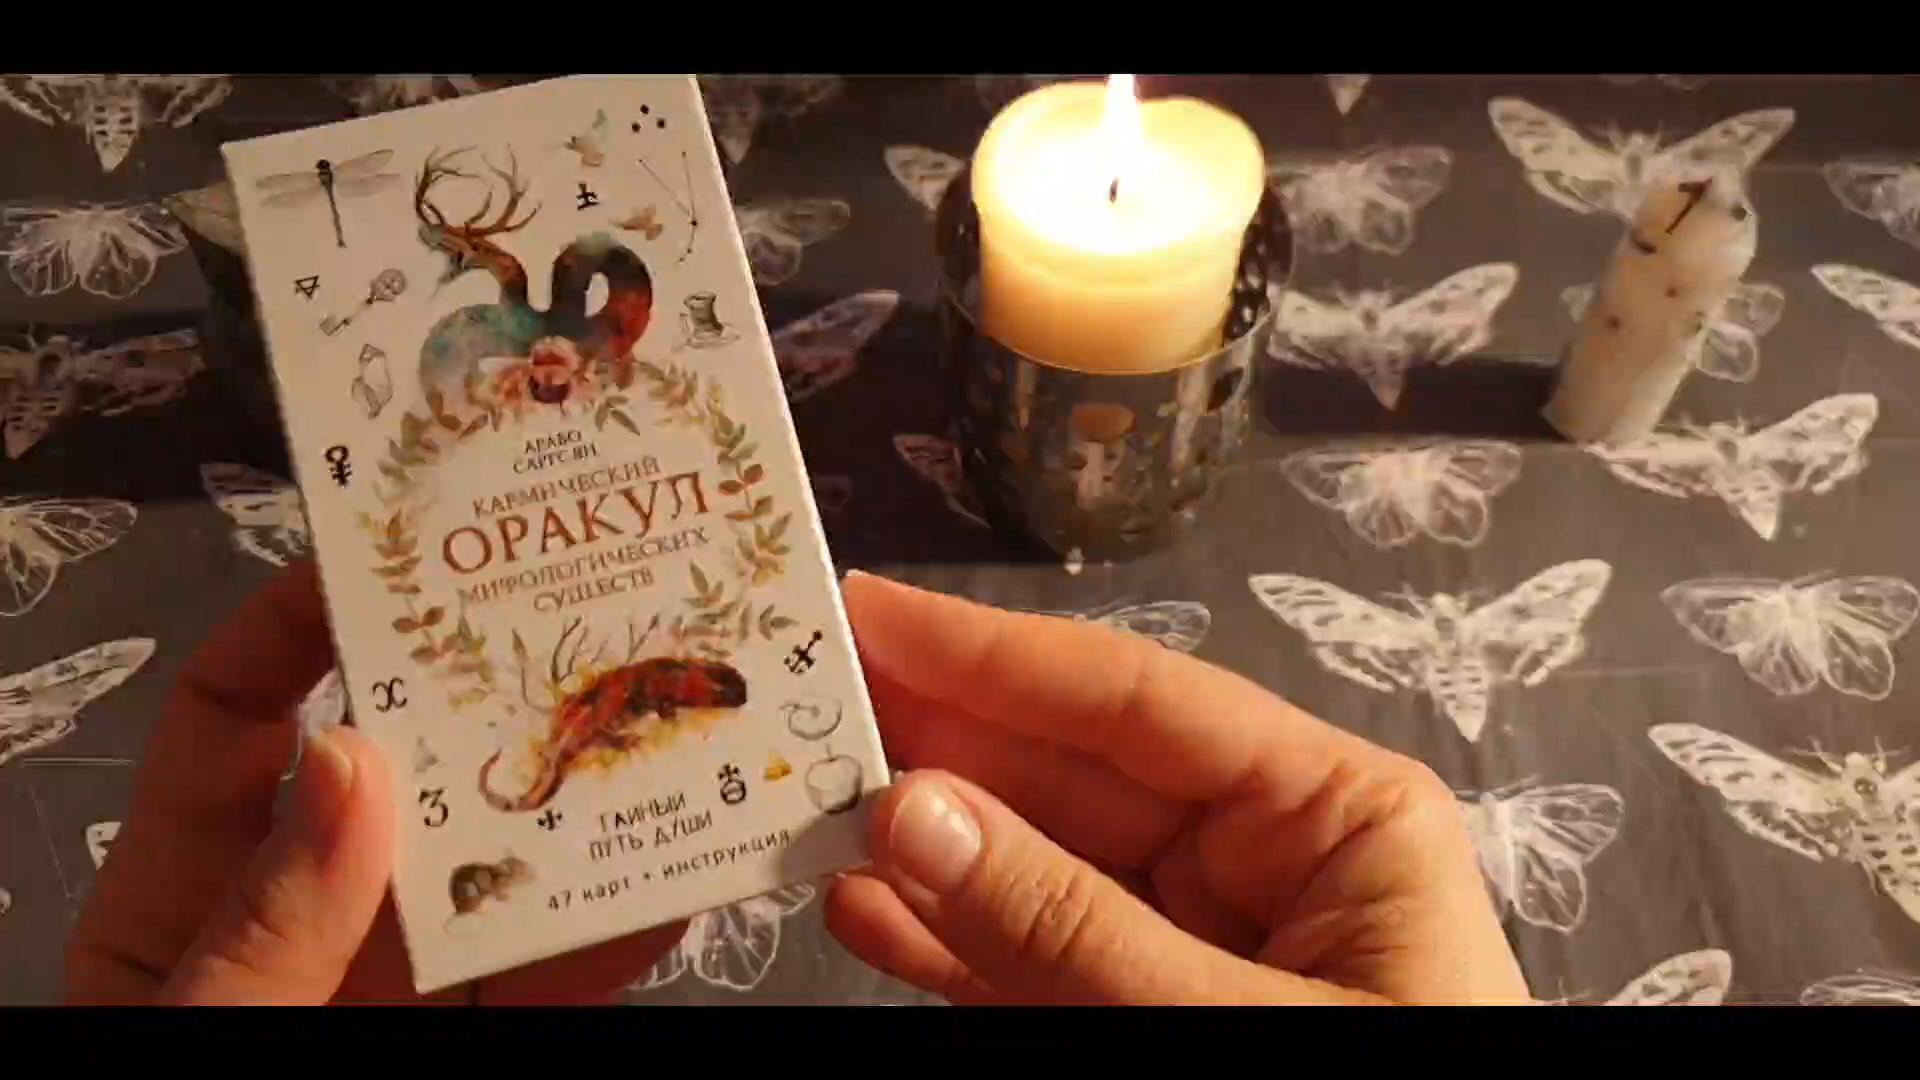 АРАБО
САРГСЯН
КАРМИЧЕСКИЙ
ОРАКУЛ
МИФОЛОГИЧЕСКИХ
СУЩЕСТВ
ТАЙНЫЙ
ПУТЬ ДУШИ
47 карт • инструкция